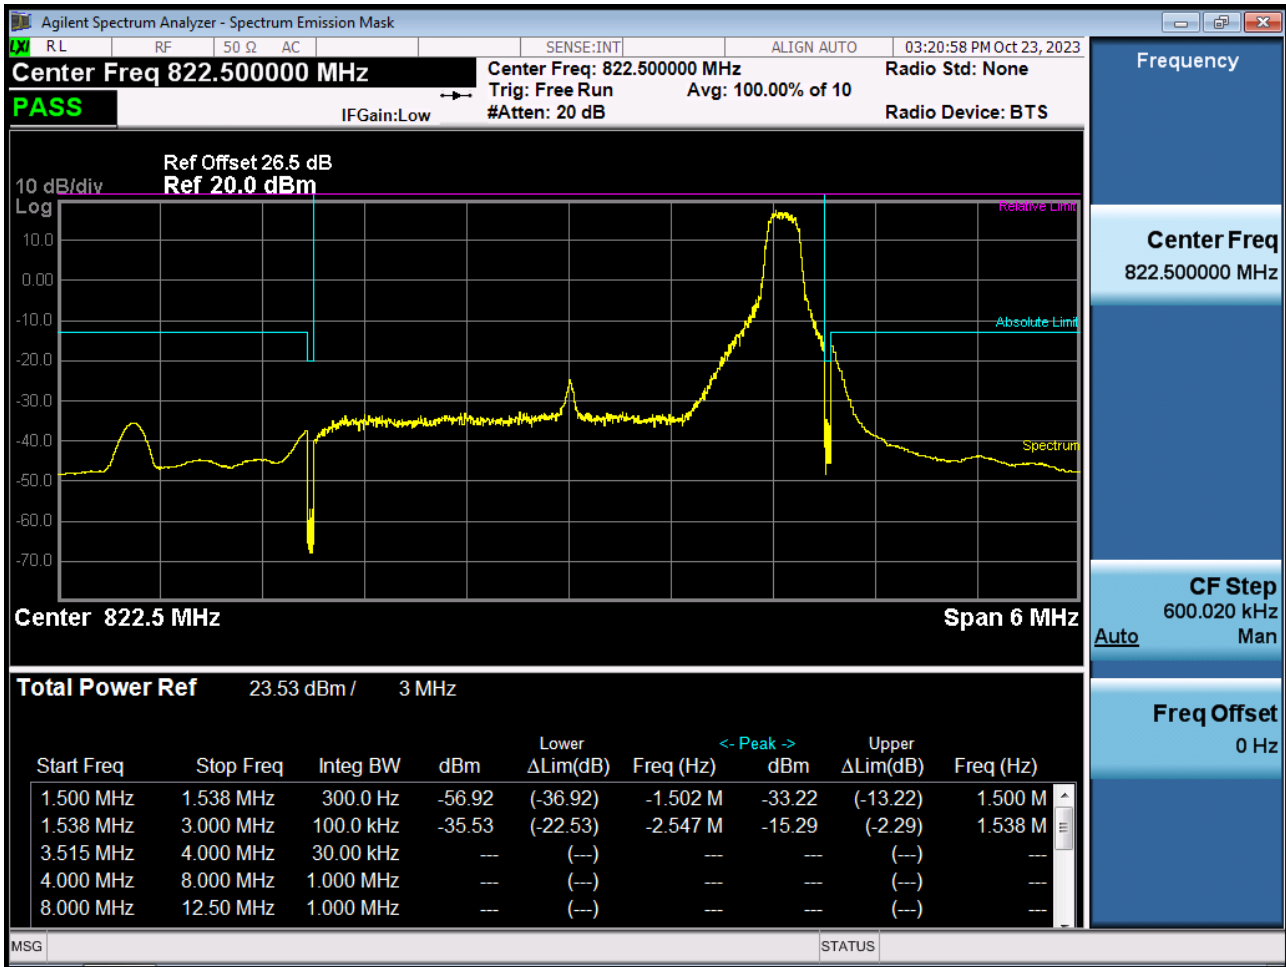 Agilent Spectrum Analyzer - Spectrum Emission Mask
LXI RL RF 50 Ω AC SENSE:INT ALIGN AUTO 03:20:58 PM Oct 23, 2023
Center Freq 822.500000 MHz
Center Freq: 822.500000 MHz
Radio Std: None
Trig: Free Run Avg: 100.00% of 10
PASS
IFGain:Low
#Atten: 20 dB
Radio Device: BTS
Ref Offset 26.5 dB
10 dB/div Ref 20.0 dBm
Log
Relative Limit
10.0
0.00
-10.0
Absolute Limit
-20.0
-30.0
-40.0
Spectrum
-50.0
-60.0
-70.0
Center 822.5 MHz Span 6 MHz
Total Power Ref 23.53 dBm / 3 MHz
Lower <- Peak -> Upper
Start Freq Stop Freq Integ BW dBm ΔLim(dB) Freq (Hz) dBm ΔLim(dB) Freq (Hz)
1.500 MHz 1.538 MHz 300.0 Hz -56.92 (-36.92) -1.502 M -33.22 (-13.22) 1.500 M
1.538 MHz 3.000 MHz 100.0 kHz -35.53 (-22.53) -2.547 M -15.29 (-2.29) 1.538 M
3.515 MHz 4.000 MHz 30.00 kHz --- (---) --- --- (---) ---
4.000 MHz 8.000 MHz 1.000 MHz --- (---) --- --- (---) ---
8.000 MHz 12.50 MHz 1.000 MHz --- (---) --- --- (---) ---
MSG STATUS
Frequency
Center Freq
822.500000 MHz
CF Step
600.020 kHz
Auto Man
Freq Offset
0 Hz